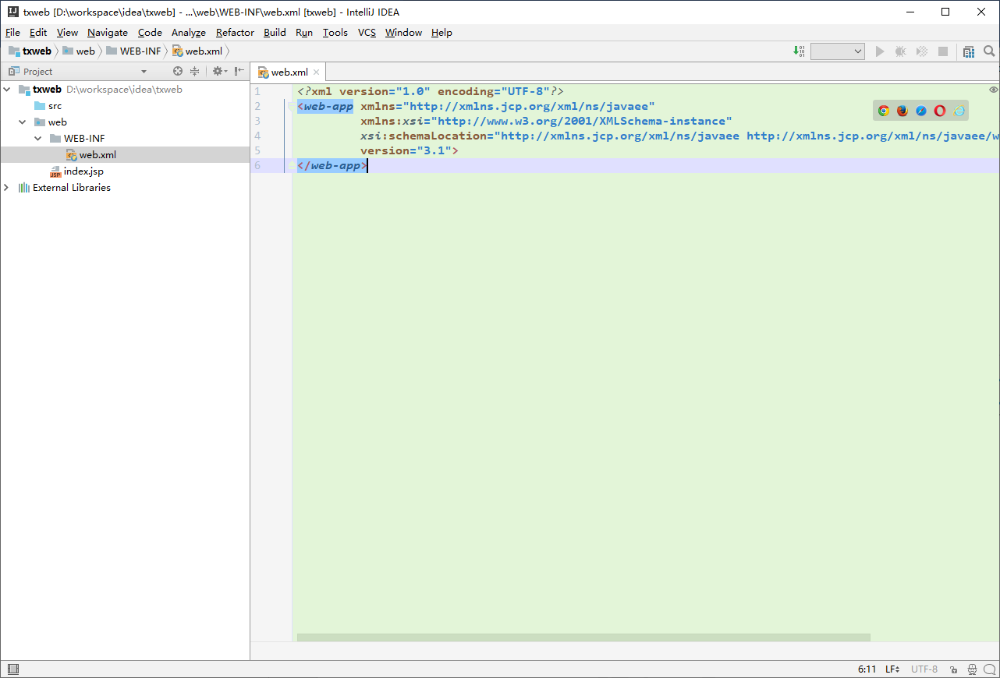 txweb [D:\workspace\idea\txweb] - ...\web\WEB-INF\web.xml [txweb] - IntelliJ IDEA
File Edit View Navigate Code Analyze Refactor Build Run Tools VCS Window Help
txweb web WEB-INF web.xml
Project
web.xml
txweb D:\workspace\idea\txweb
src
web
WEB-INF
web.xml
JSP index.jsp
External Libraries
1 <?xml version="1.0" encoding="UTF-8"?>
2 <web-app xmlns="http://xmlns.jcp.org/xml/ns/javaee"
3 xmlns:xsi="http://www.w3.org/2001/XMLSchema-instance"
4 xsi:schemaLocation="http://xmlns.jcp.org/xml/ns/javaee http://xmlns.jcp.org/xml/ns/javaee/w
5 version="3.1">
6 </web-app>
6:11 LF UTF-8